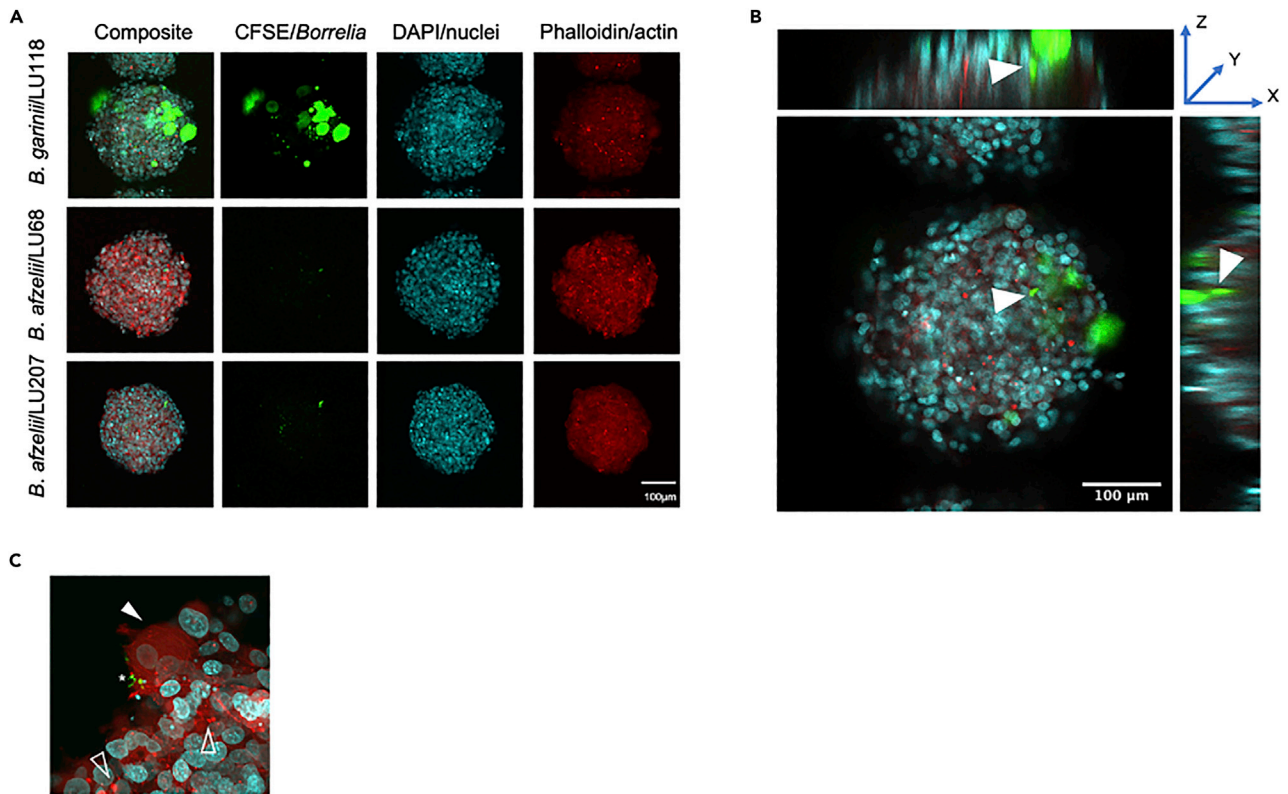 A
Composite
CFSE/Borrelia
DAPI/nuclei
Phalloidin/actin
B. garinii/LU118
B. afzelii/LU68
B. afzelii/LU207
100µm
B
Z
Y
X
100 µm
C
*